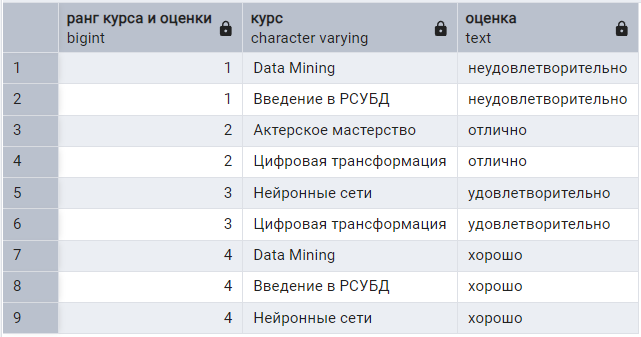 ранг курса и оценки курс оценка
bigint character varying text
1 1 Data Mining неудовлетворительно
2 1 Введение в РСУБД неудовлетворительно
3 2 Актерское мастерство отлично
4 2 Цифровая трансформация отлично
5 3 Нейронные сети удовлетворительно
6 3 Цифровая трансформация удовлетворительно
7 4 Data Mining хорошо
8 4 Введение в РСУБД хорошо
9 4 Нейронные сети хорошо